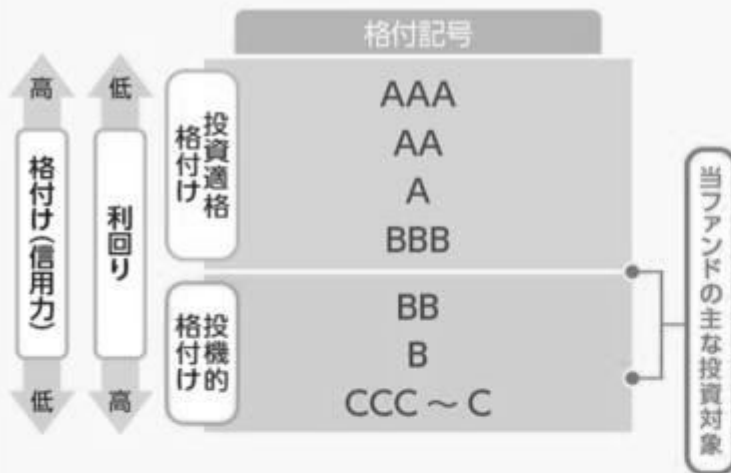 格付記号
高
格付け(信用力)
低
低
利回り
高
投資適格
格付け
AAA
AA
A
BBB
投機的
格付け
BB
B
CCC ～ C
当ファンドの主な投資対象